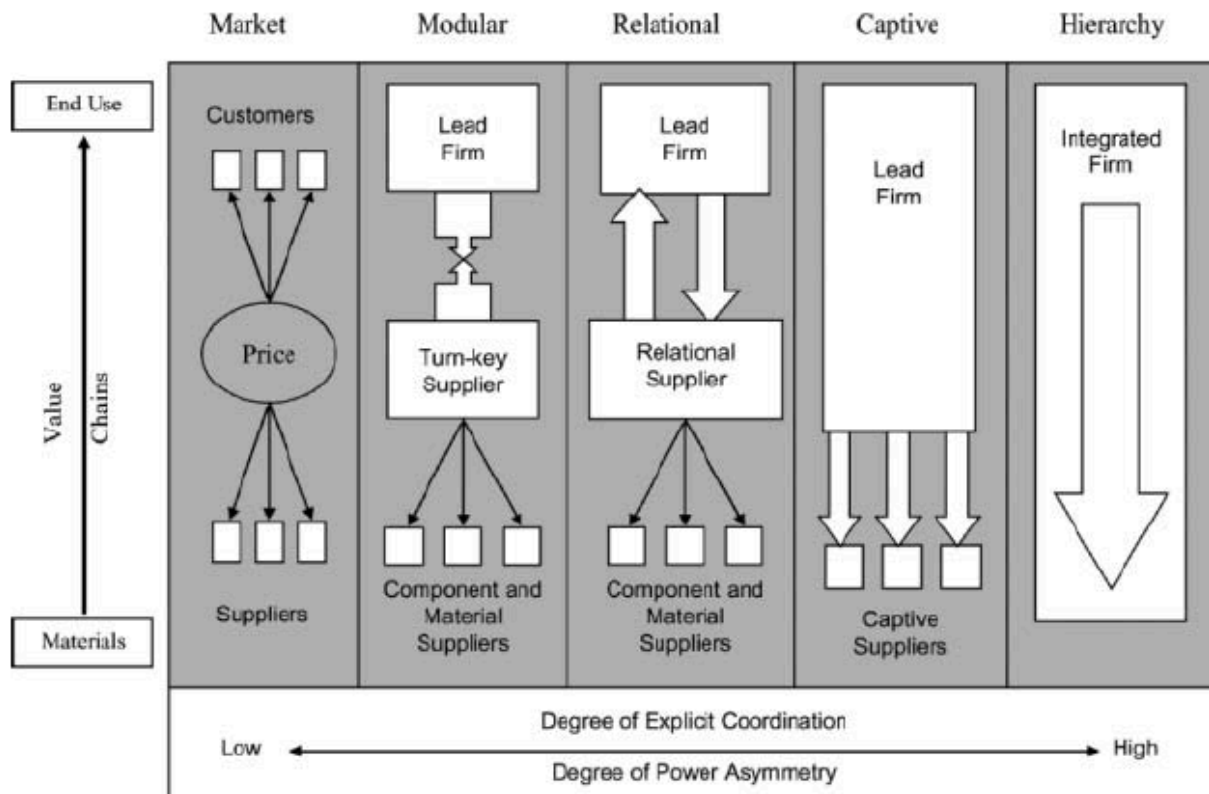 Market
Modular
Relational
Captive
Hierarchy
End Use
Value
Chains
Materials
Customers
Price
Suppliers
Lead
Firm
Turn-key
Supplier
Component and
Material
Suppliers
Lead
Firm
Relational
Supplier
Component and
Material
Suppliers
Lead
Firm
Captive
Suppliers
Integrated
Firm
Degree of Explicit Coordination
Low
High
Degree of Power Asymmetry